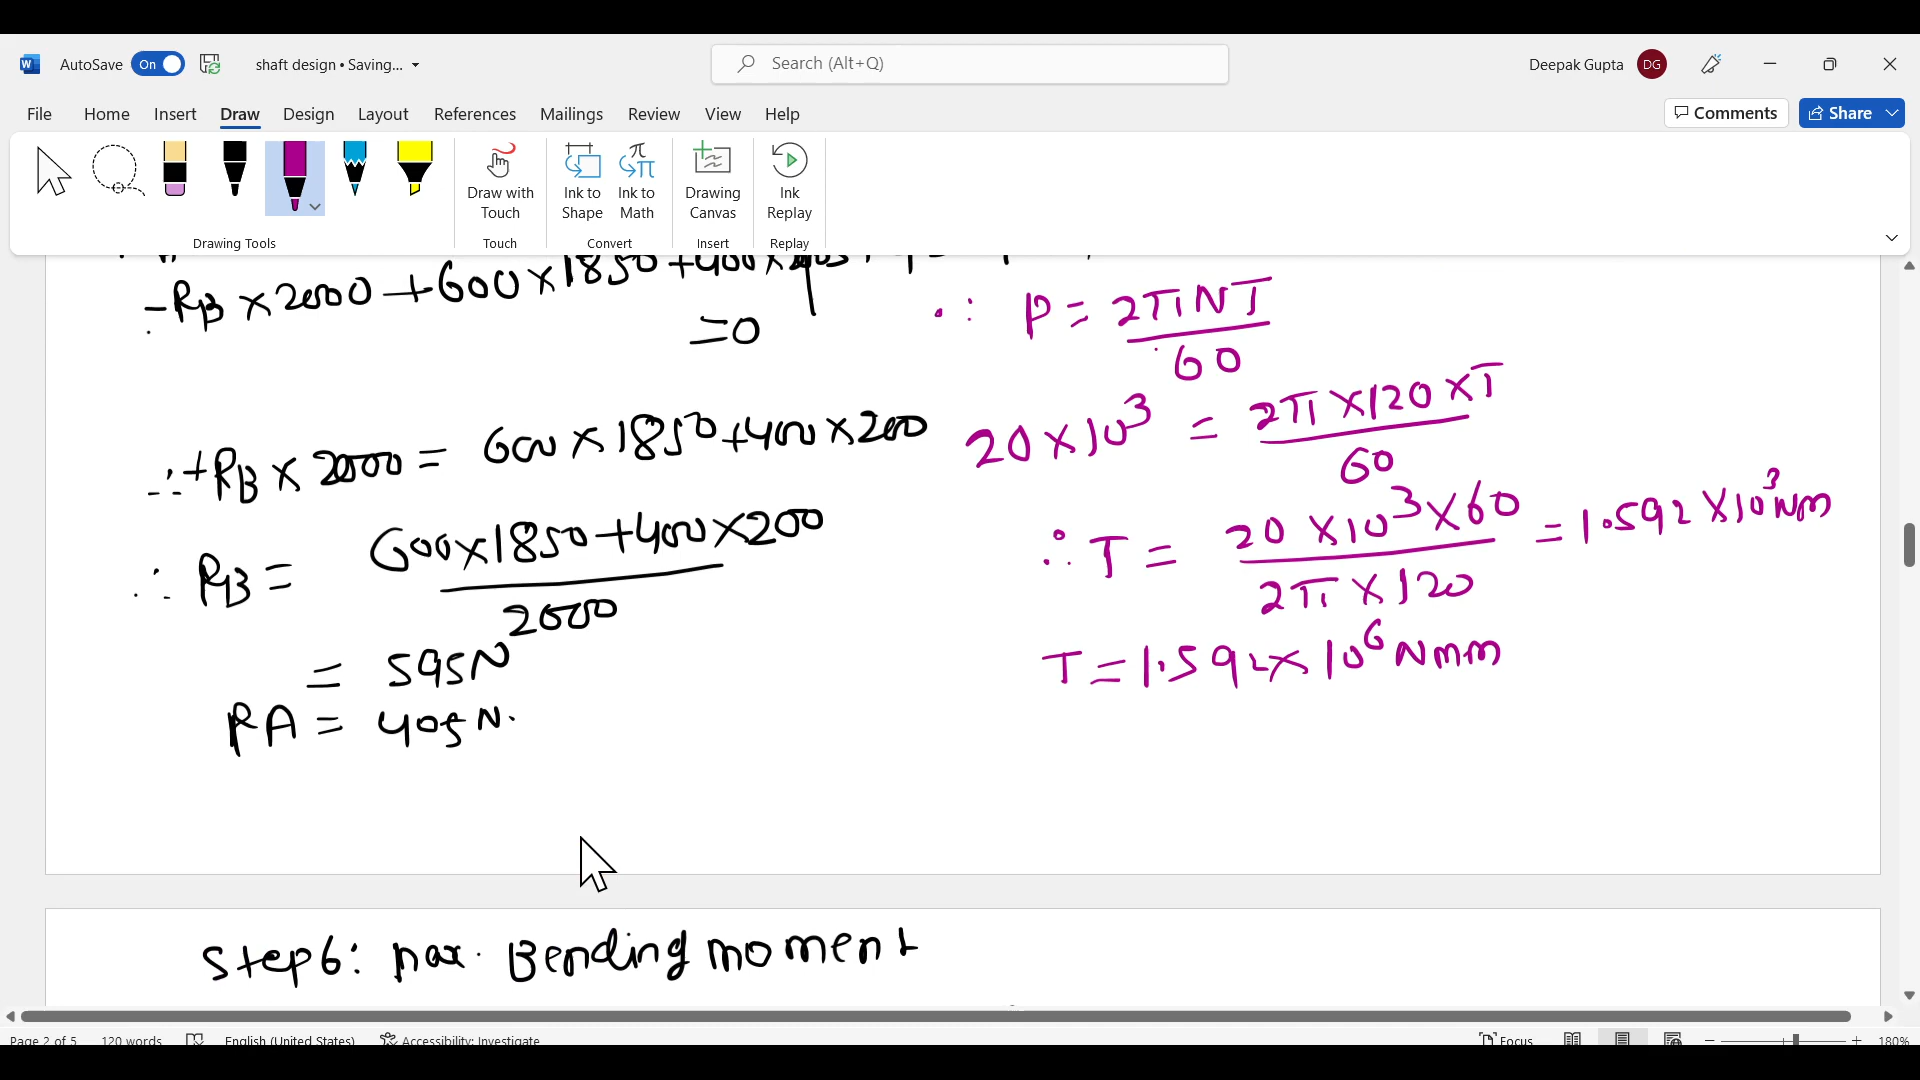 AutoSave On shaft design • Saving... Search (Alt+Q) Deepak Gupta DG
File Home Insert Draw Design Layout References Mailings Review View Help Comments Share
Draw with Touch
Ink to Shape
Ink to Math
Drawing Canvas
Ink Replay
Drawing Tools Touch Convert Insert Replay
-RB × 2000 + 600 × 1850 + 400 ×
=0
∴ +RB × 2000 = 600 × 1850 + 400 × 200
∴ RB = 600 × 1850 + 400 × 200
2000
= 595N
RA = 405 N.
∴ P = 2πNT
60
20 × 10³ = 2π × 120 × T
60
∴ T = 20 × 10³ × 60 = 1.592 × 10³ Nm
2π × 120
T = 1.592 × 10⁶ Nmm
Step 6: max. Bending moment
Page 2 of 5 120 words English (United States) Accessibility: Investigate Focus 180%